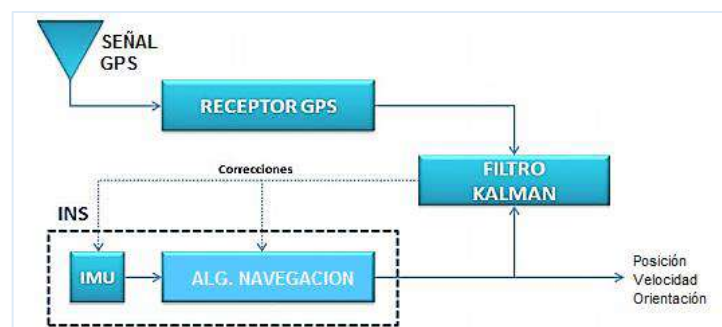 SEÑAL
GPS
RECEPTOR GPS
Correcciones
FILTRO
KALMAN
INS
IMU
ALG. NAVEGACION
Posición
Velocidad
Orientación